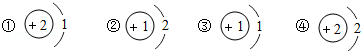 ① +2 1 ② +1 2 ③ +1 1 ④ +2 2